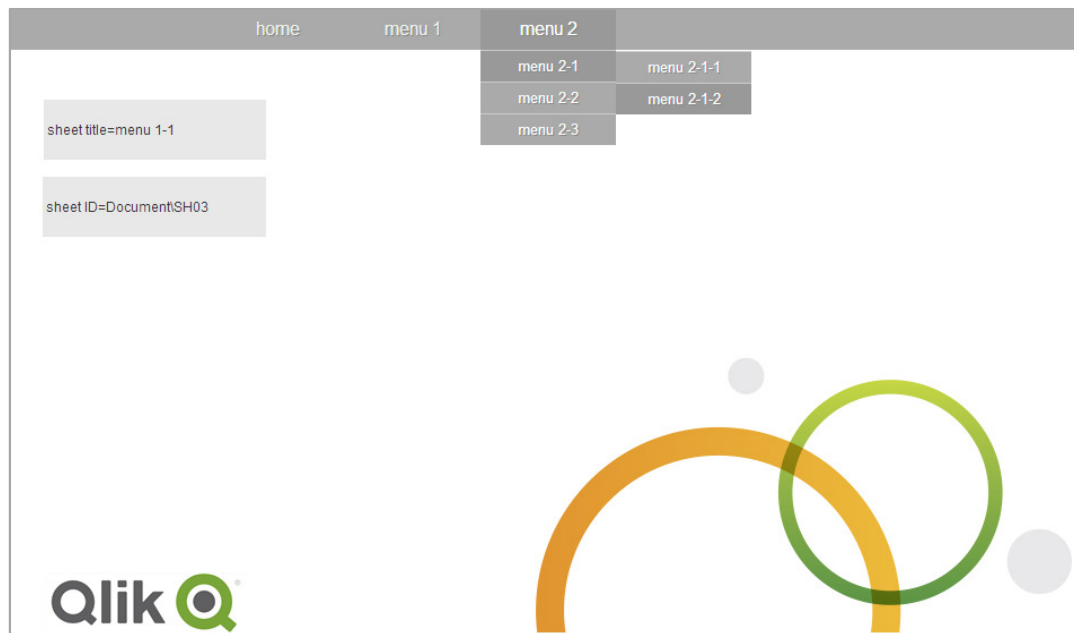 home menu 1 menu 2
menu 2-1 menu 2-1-1
menu 2-2 menu 2-1-2
menu 2-3
sheet title=menu 1-1
sheet ID=Document\SH03
Qlik